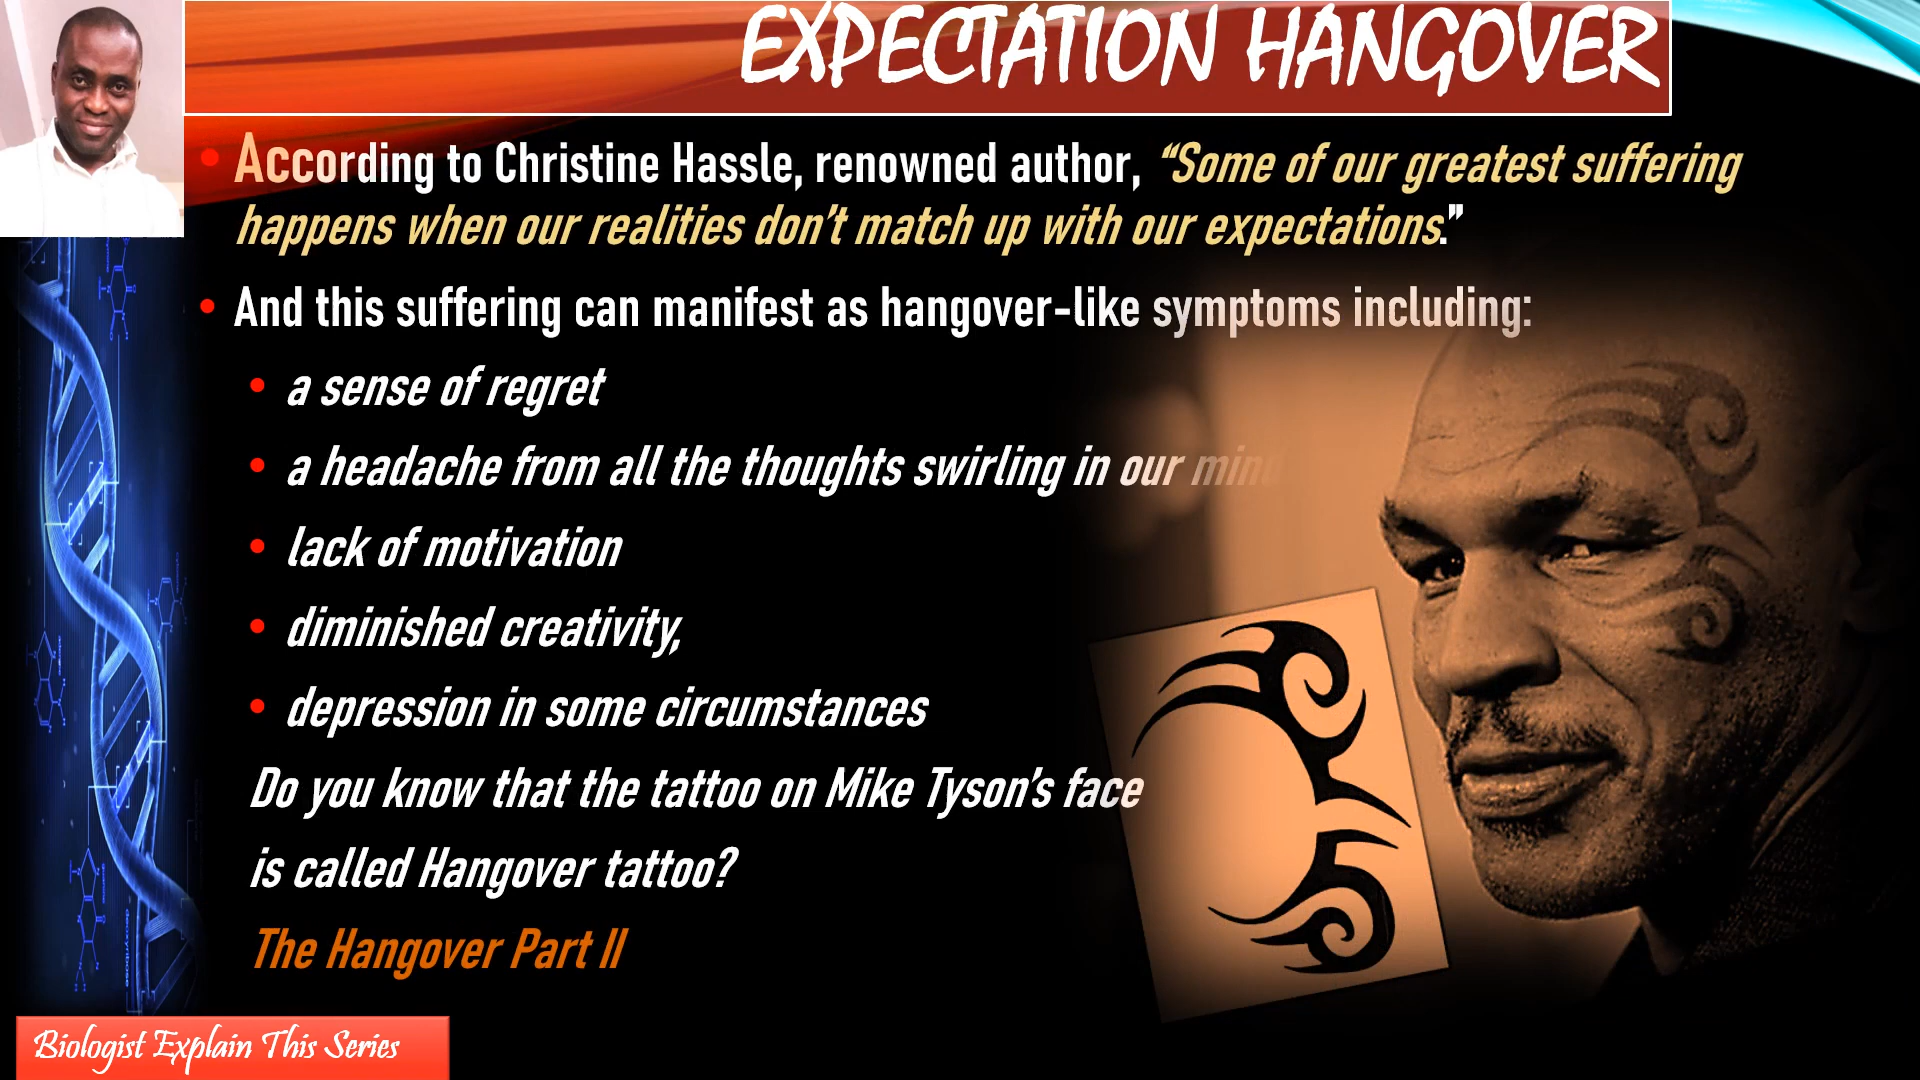 EXPECTATION HANGOVER
• According to Christine Hassle, renowned author, “Some of our greatest suffering
happens when our realities don’t match up with our expectations.”
• And this suffering can manifest as hangover-like symptoms including:
• a sense of regret
• a headache from all the thoughts swirling in our mind
• lack of motivation
• diminished creativity,
• depression in some circumstances
Do you know that the tattoo on Mike Tyson’s face
is called Hangover tattoo?
The Hangover Part II
Biologist Explain This Series